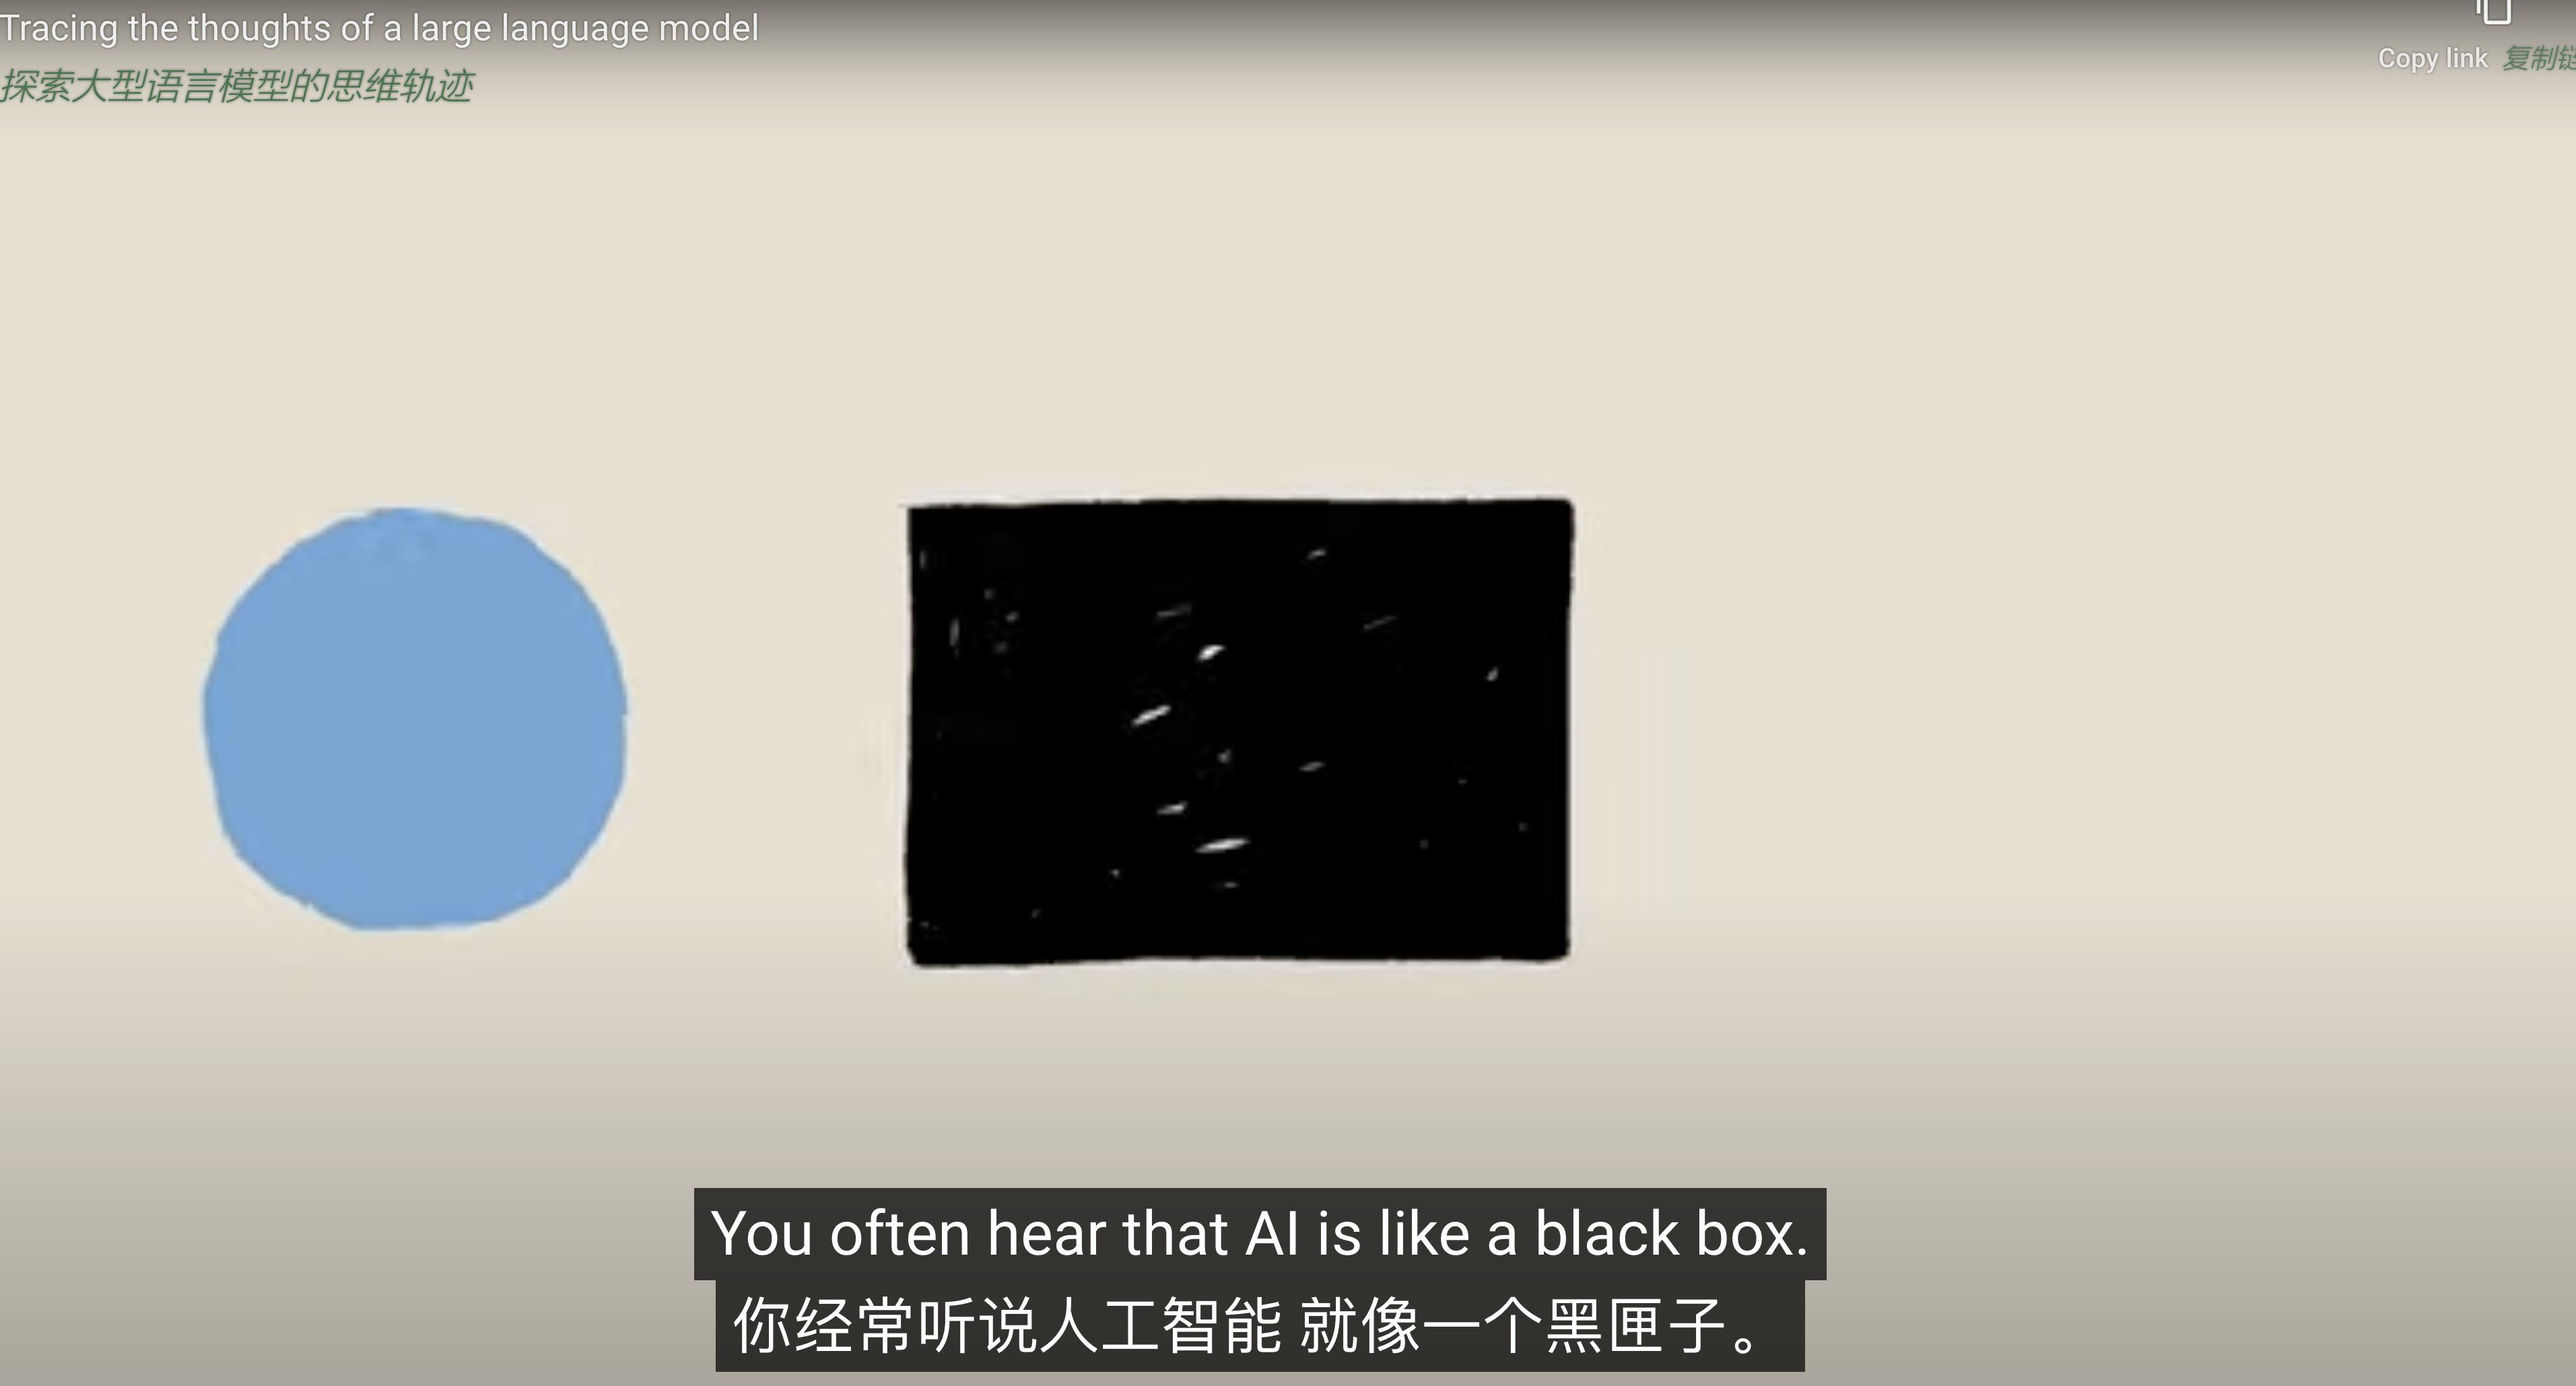 Tracing the thoughts of a large language model
探索大型语言模型的思维轨迹
Copy link 复制
You often hear that AI is like a black box.
你经常听说人工智能 就像一个黑匣子。